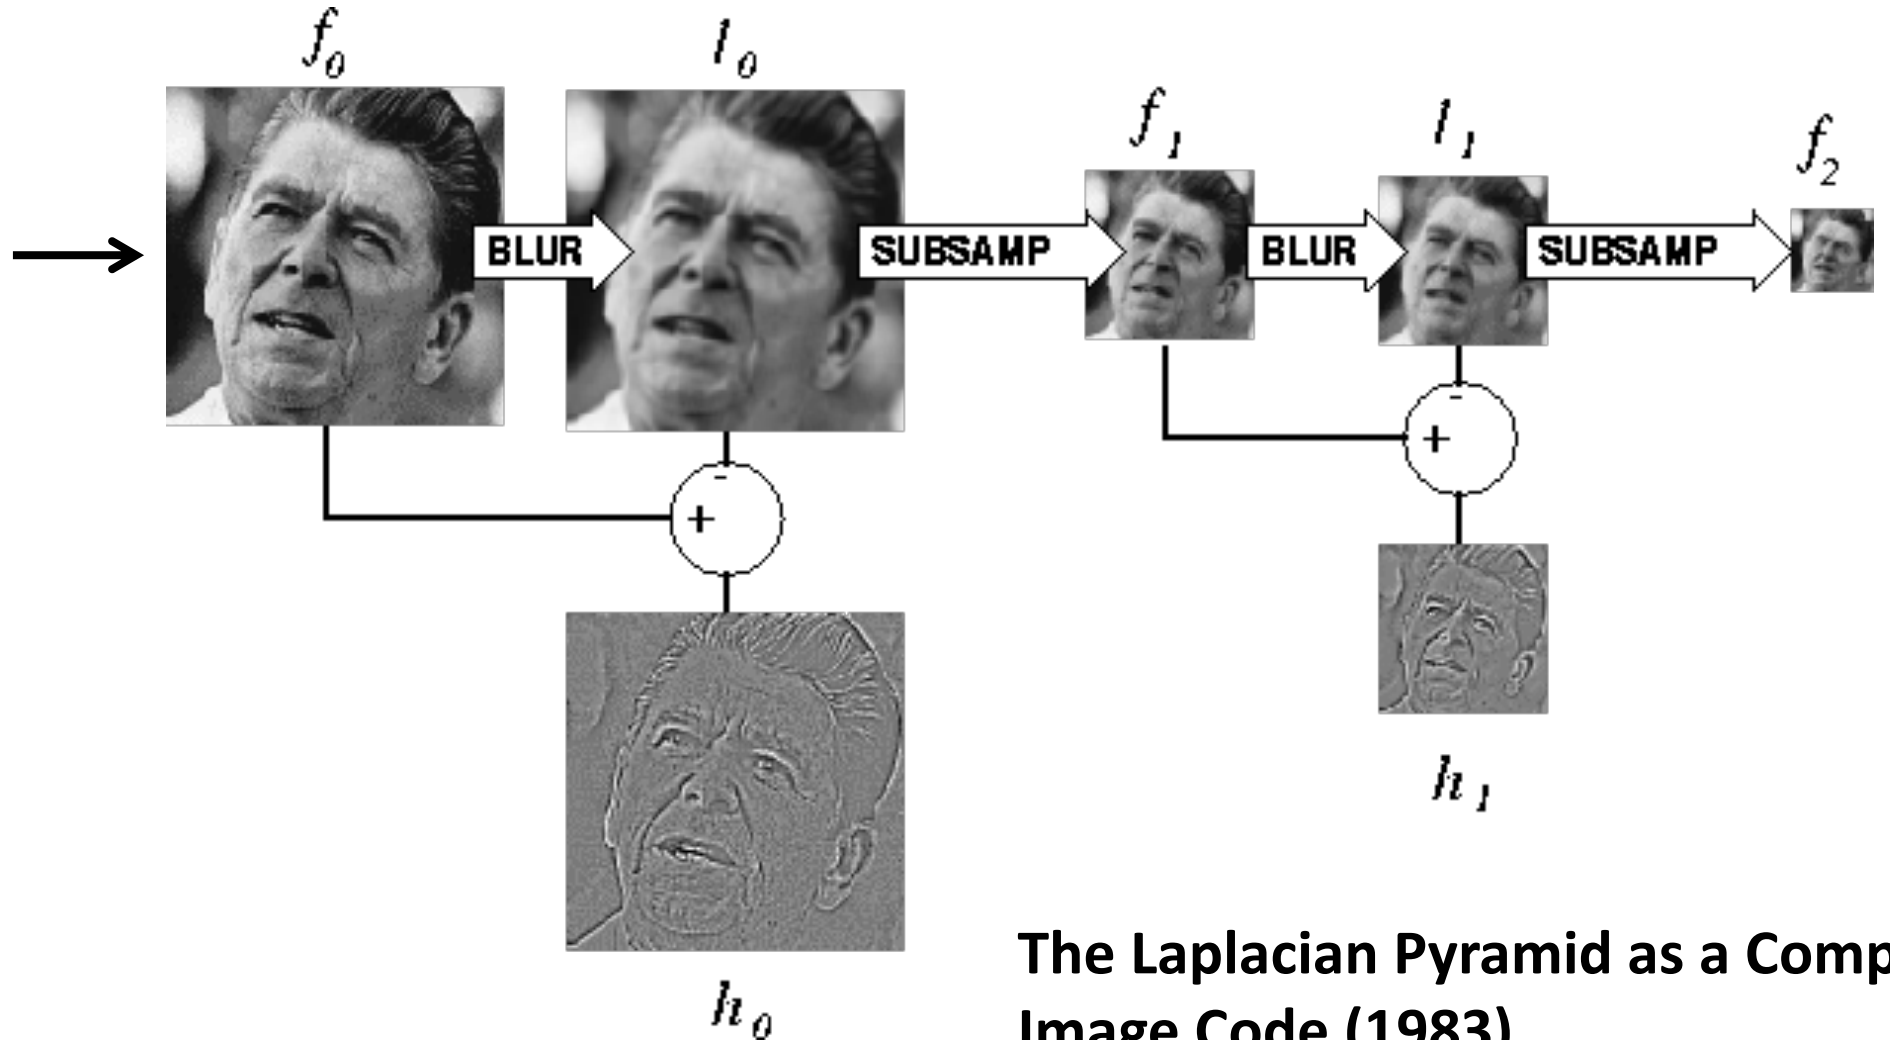 f0
l0
f1
l1
f2
BLUR
SUBSAMP
BLUR
SUBSAMP
-
+
-
+
h1
h0
The Laplacian Pyramid as a Comp
Image Code (1983)